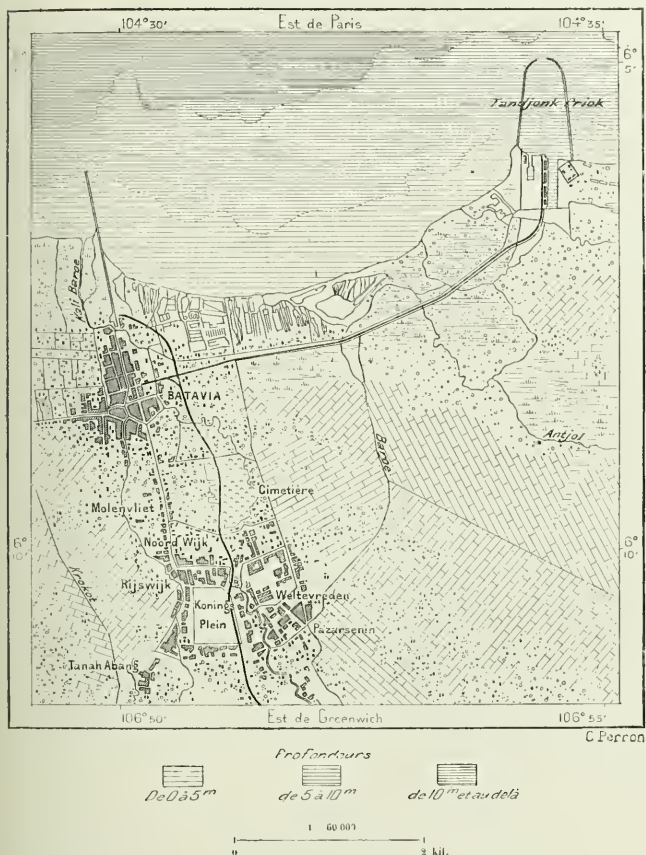 104°30' Est de Paris 104°35'
6° 5'
Tandjonk Priok
Kali Baroe
BATAVIA
Antjol
Baroe
Cimetière
Molenvliet
6° 10' 6° 10'
Noord Wijk
Krokot
Rijswijk
Weltevreden
Konings Plein
Pazarsenin
Tanah Abang
106°50' Est de Greenwich 106°55'
C. Perron
Profondeurs
De 0 à 5 m de 5 à 10 m de 10 m et au delà
1 60 000
0 2 kil.